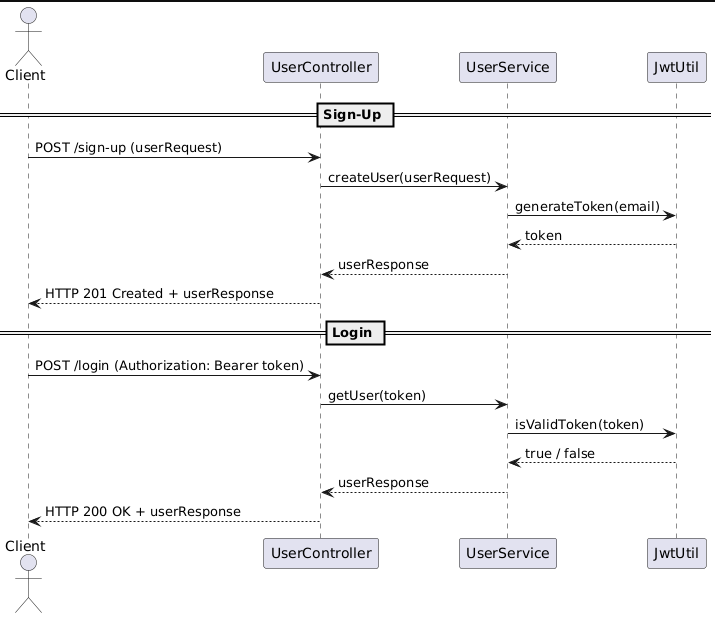 Client
UserController
UserService
JwtUtil
Sign-Up
POST /sign-up (userRequest)
createUser(userRequest)
generateToken(email)
token
userResponse
HTTP 201 Created + userResponse
Login
POST /login (Authorization: Bearer token)
getUser(token)
isValidToken(token)
true / false
userResponse
HTTP 200 OK + userResponse
Client
UserController
UserService
JwtUtil